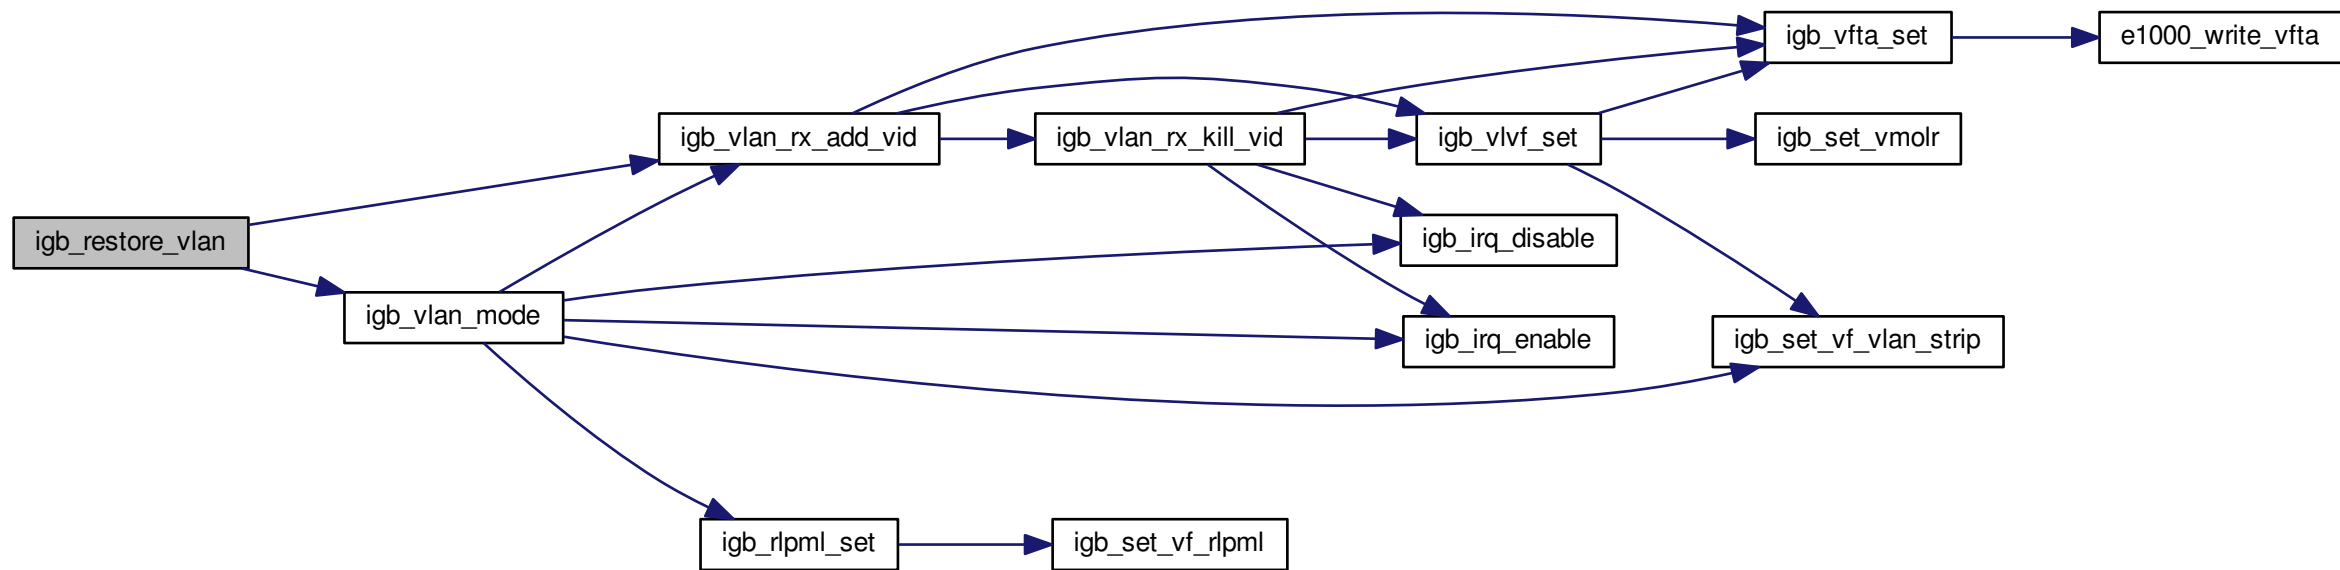 igb_vfta_set
e1000_write_vfta
igb_vlan_rx_add_vid
igb_vlan_rx_kill_vid
igb_vlvf_set
igb_set_vmolr
igb_restore_vlan
igb_irq_disable
igb_vlan_mode
igb_irq_enable
igb_set_vf_vlan_strip
igb_rlpml_set
igb_set_vf_rlpml